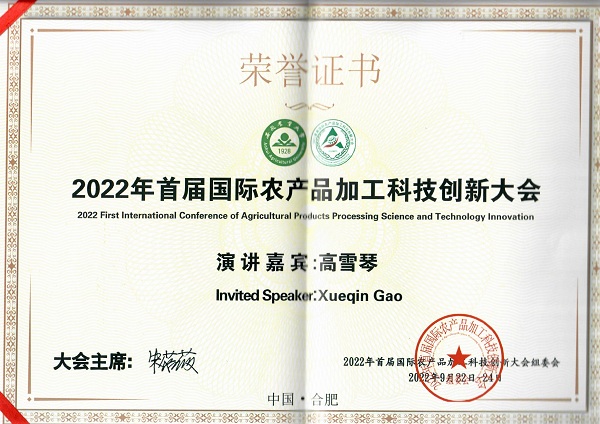 荣誉证书
1928
2022年首届国际农产品加工科技创新大会
2022 First International Conference of Agricultural Products Processing Science and Technology Innovation
演讲嘉宾:高雪琴
Invited Speaker:Xueqin Gao
大会主席:
2022年首届国际农产品加工科技创新大会组委会
2022年9月22日-24日
中国·合肥